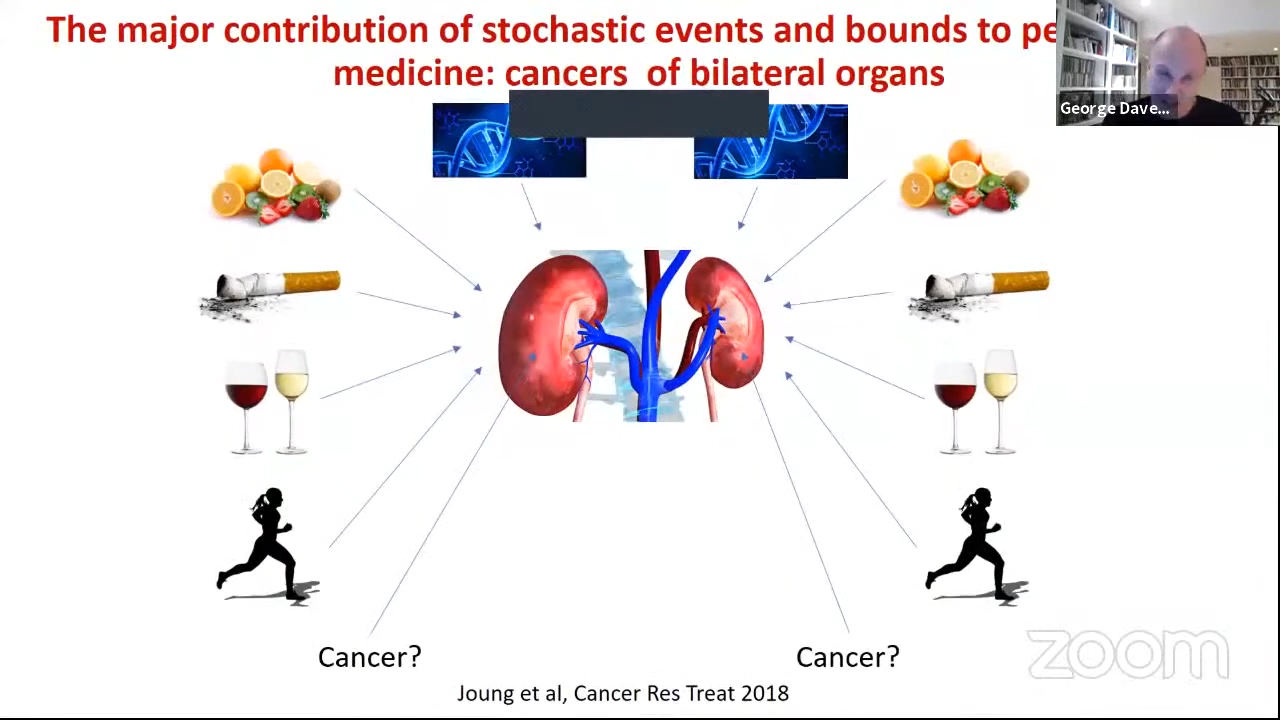 The major contribution of stochastic events and bounds to pe
medicine: cancers of bilateral organs
George Dave...
Cancer?
Cancer?
Joung et al, Cancer Res Treat 2018
zoom